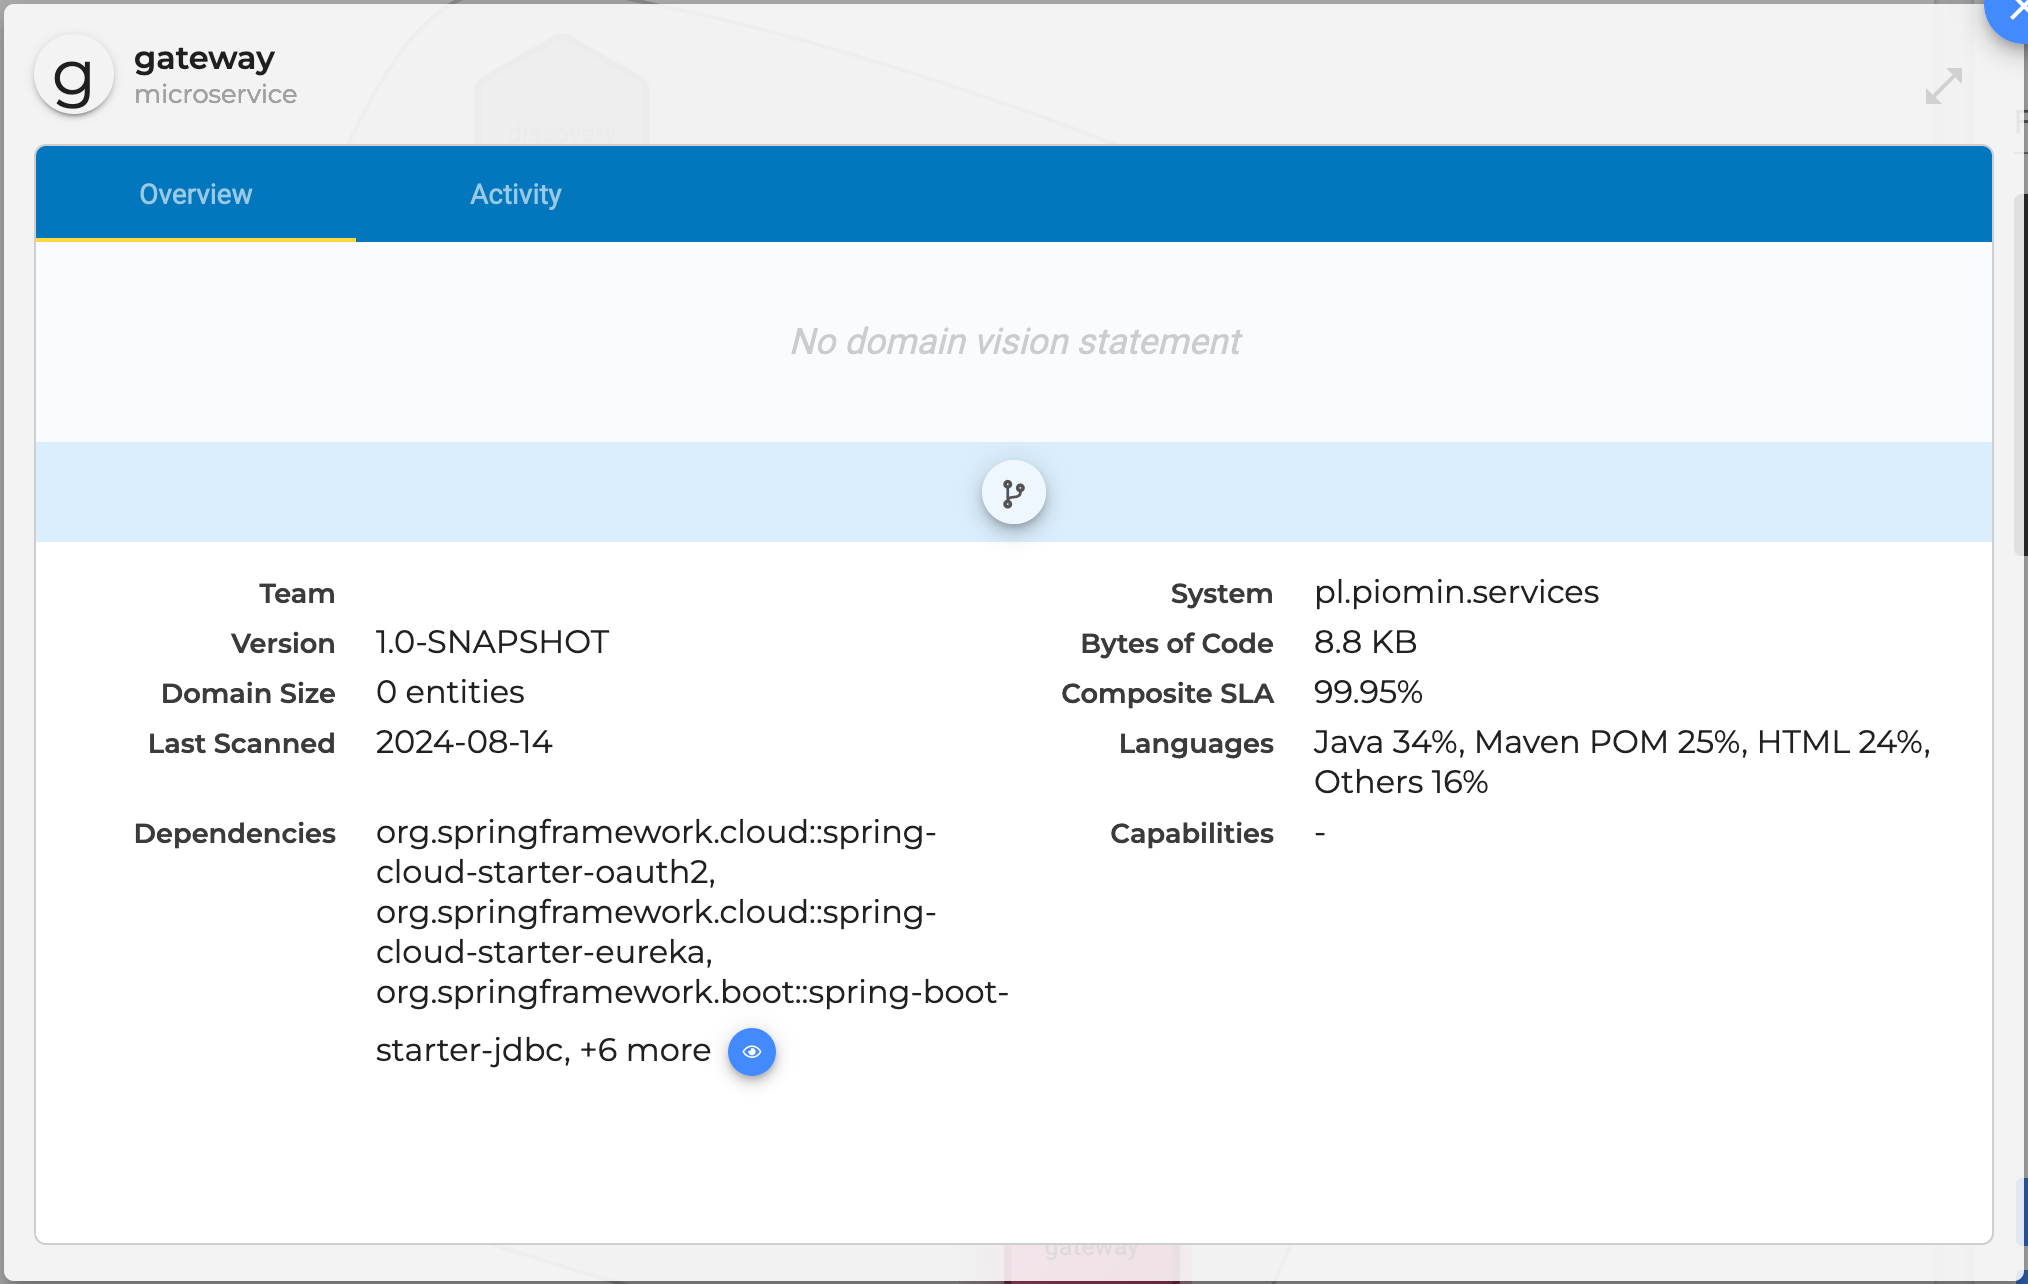 g
gateway
microservice
discovery
Overview
Activity
No domain vision statement
Team
System
pl.piomin.services
Version
1.0-SNAPSHOT
Bytes of Code
8.8 KB
Domain Size
0 entities
Composite SLA
99.95%
Last Scanned
2024-08-14
Languages
Java 34%, Maven POM 25%, HTML 24%,
Others 16%
Dependencies
org.springframework.cloud::spring-
cloud-starter-oauth2,
org.springframework.cloud::spring-
cloud-starter-eureka,
org.springframework.boot::spring-boot-
starter-jdbc, +6 more
Capabilities
-
gateway